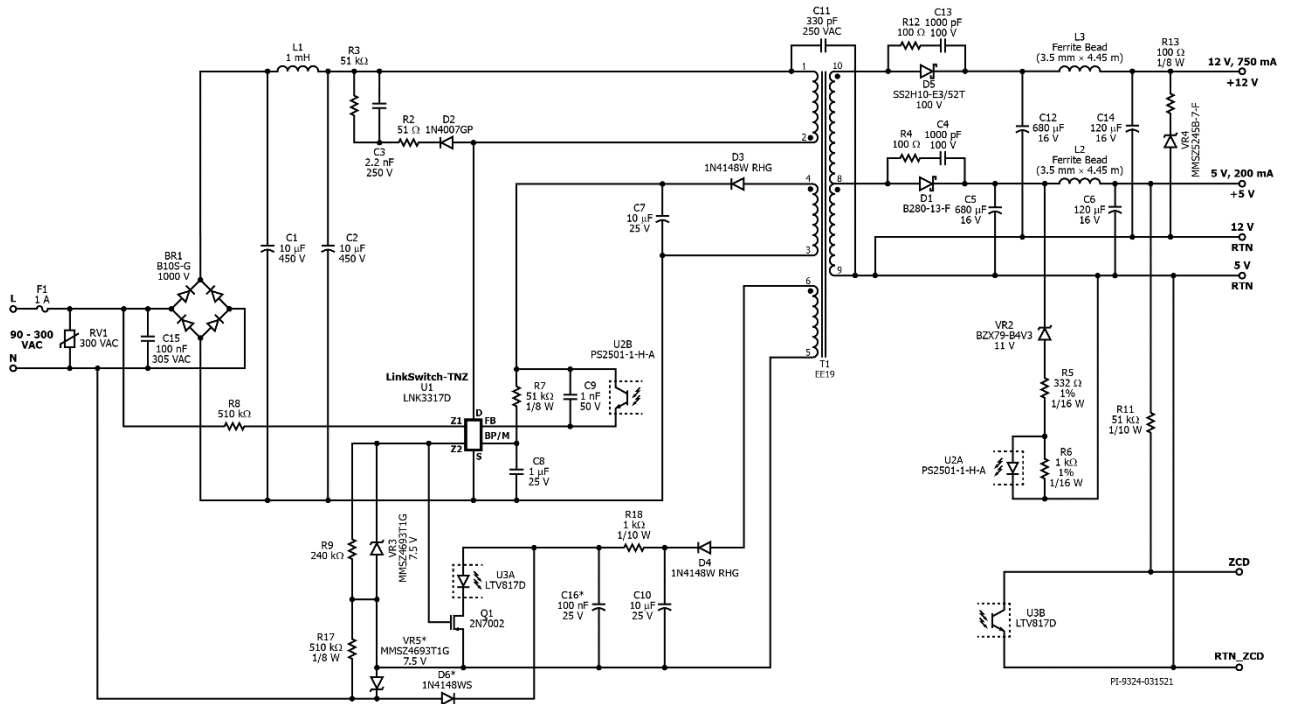 C11
330 pF
250 VAC
R12
100 Ω
C13
1000 pF
100 V
L1
1 mH
R3
51 kΩ
L3
Ferrite Bead
(3.5 mm × 4.45 m)
R13
100 Ω
1/8 W
12 V, 750 mA
+12 V
1
10
D5
SS2H10-E3/52T
100 V
R2
51 Ω
D2
1N4007GP
C3
2.2 nF
250 V
2
R4
100 Ω
C4
1000 pF
100 V
C12
680 μF
16 V
C14
120 μF
16 V
VR4
MMSZ5245B-7-F
L2
Ferrite Bead
(3.5 mm × 4.45 m)
D3
1N4148W RHG
4
8
5 V, 200 mA
+5 V
D1
B280-13-F
C7
10 μF
25 V
C5
680 μF
16 V
C6
120 μF
16 V
C1
10 μF
450 V
C2
10 μF
450 V
12 V
RTN
3
9
5 V
RTN
BR1
B10S-G
1000 V
F1
1 A
L
6
90 - 300
VAC
RV1
300 VAC
C15
100 nF
305 VAC
N
VR2
BZX79-B4V3
11 V
U2B
PS2501-1-H-A
5
T1
EE19
LinkSwitch-TNZ
U1
LNK3317D
R7
51 kΩ
1/8 W
C9
1 nF
50 V
R5
332 Ω
1%
1/16 W
R8
510 kΩ
Z1
D
FB
BP/M
Z2
S
R11
51 kΩ
1/10 W
C8
1 μF
25 V
U2A
PS2501-1-H-A
R6
1 kΩ
1%
1/16 W
R18
1 kΩ
1/10 W
R9
240 kΩ
VR3
MMSZ4693T1G
7.5 V
D4
1N4148W RHG
U3A
LTV817D
ZCD
C16*
100 nF
25 V
C10
10 μF
25 V
Q1
2N7002
U3B
LTV817D
R17
510 kΩ
1/8 W
VR5*
MMSZ4693T1G
7.5 V
RTN_ZCD
D6*
1N4148WS
PI-9324-031521